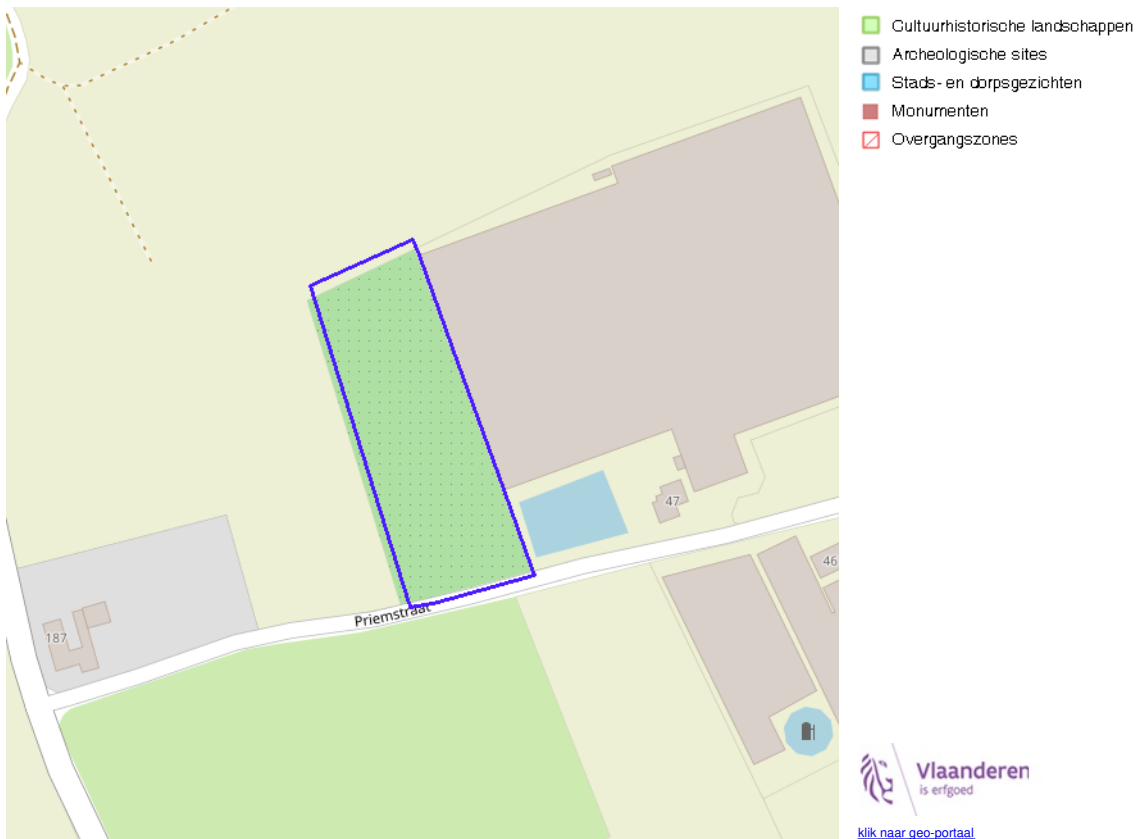 Cultuurhistorische landschappen
Archeologische sites
Stads- en dorpsgezichten
Monumenten
Overgangszones
47
46
Priemstraat
187
Vlaanderen
is erfgoed
klik naar geo-portaal